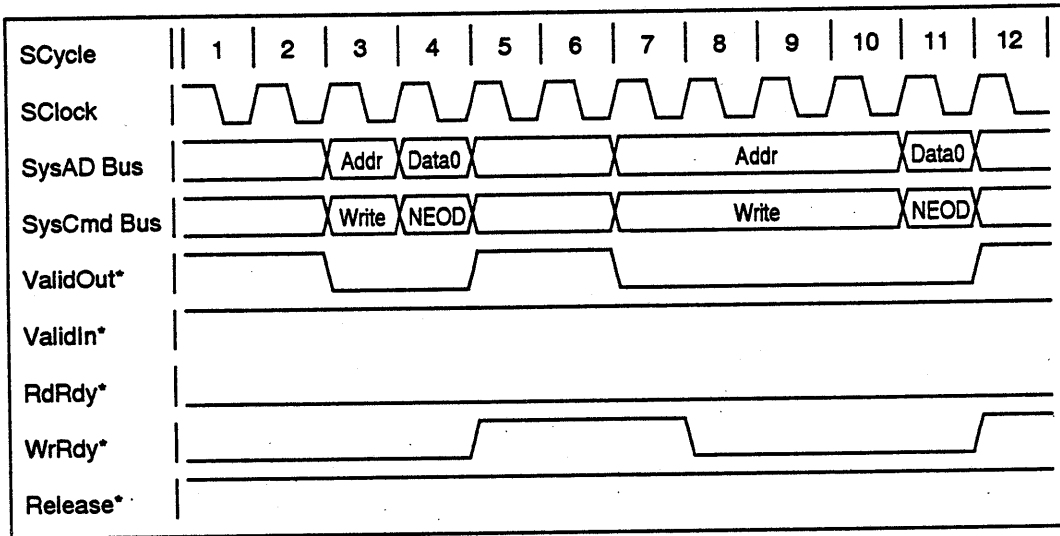 SCycle 1 2 3 4 5 6 7 8 9 10 11 12
SClock
SysAD Bus Addr Data0 Addr Data0
SysCmd Bus Write NEOD Write NEOD
ValidOut*
ValidIn*
RdRdy*
WrRdy*
Release*